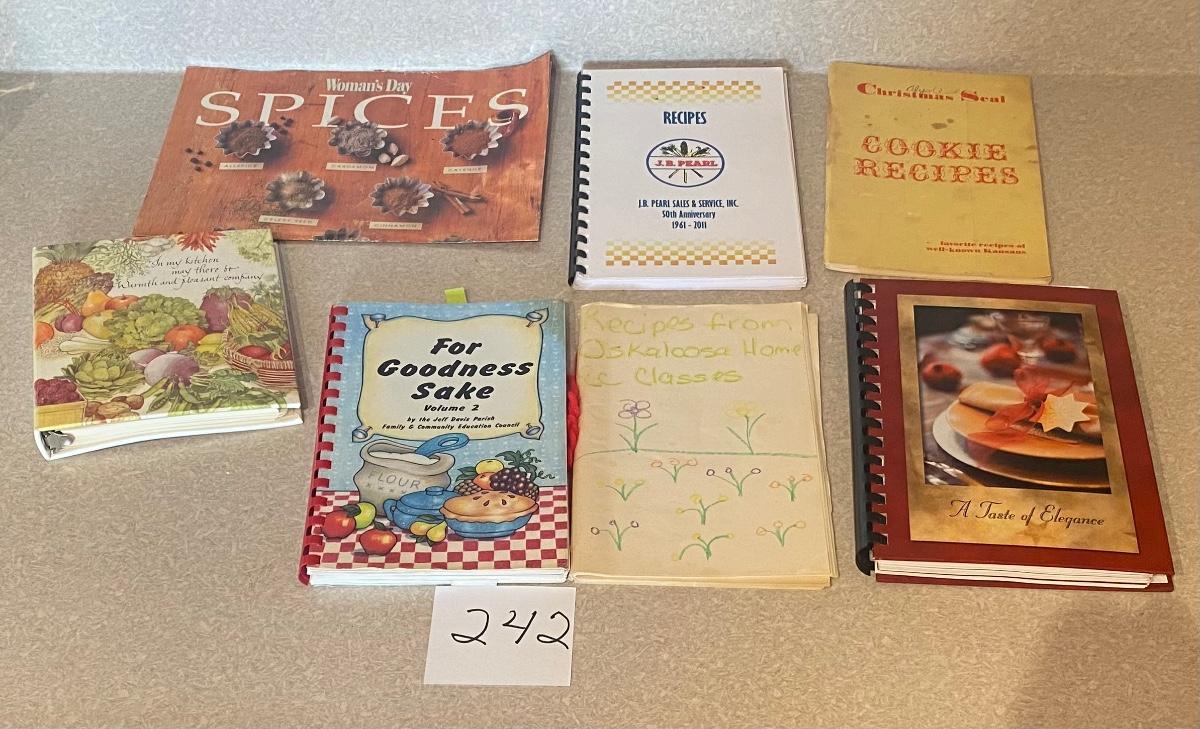 Woman's Day
SPICES
ALLSPICE
CARDAMOM
CAYENNE
CELERY SEED
CINNAMON
RECIPES
J.B. PEARL
J.B. PEARL SALES & SERVICE, INC.
50th Anniversary
1961 - 2011
Christmas Seal
COOKIE
RECIPES
favorite recipes of
well-known Kansans
In my kitchen
may there be
Warmth and pleasant company
For
Goodness
Sake
Volume 2
by the Jeff Davis Parish
Family & Community Education Council
FLOUR
Recipes from
Oskaloosa Home
Ec Classes
A Taste of Elegance
242